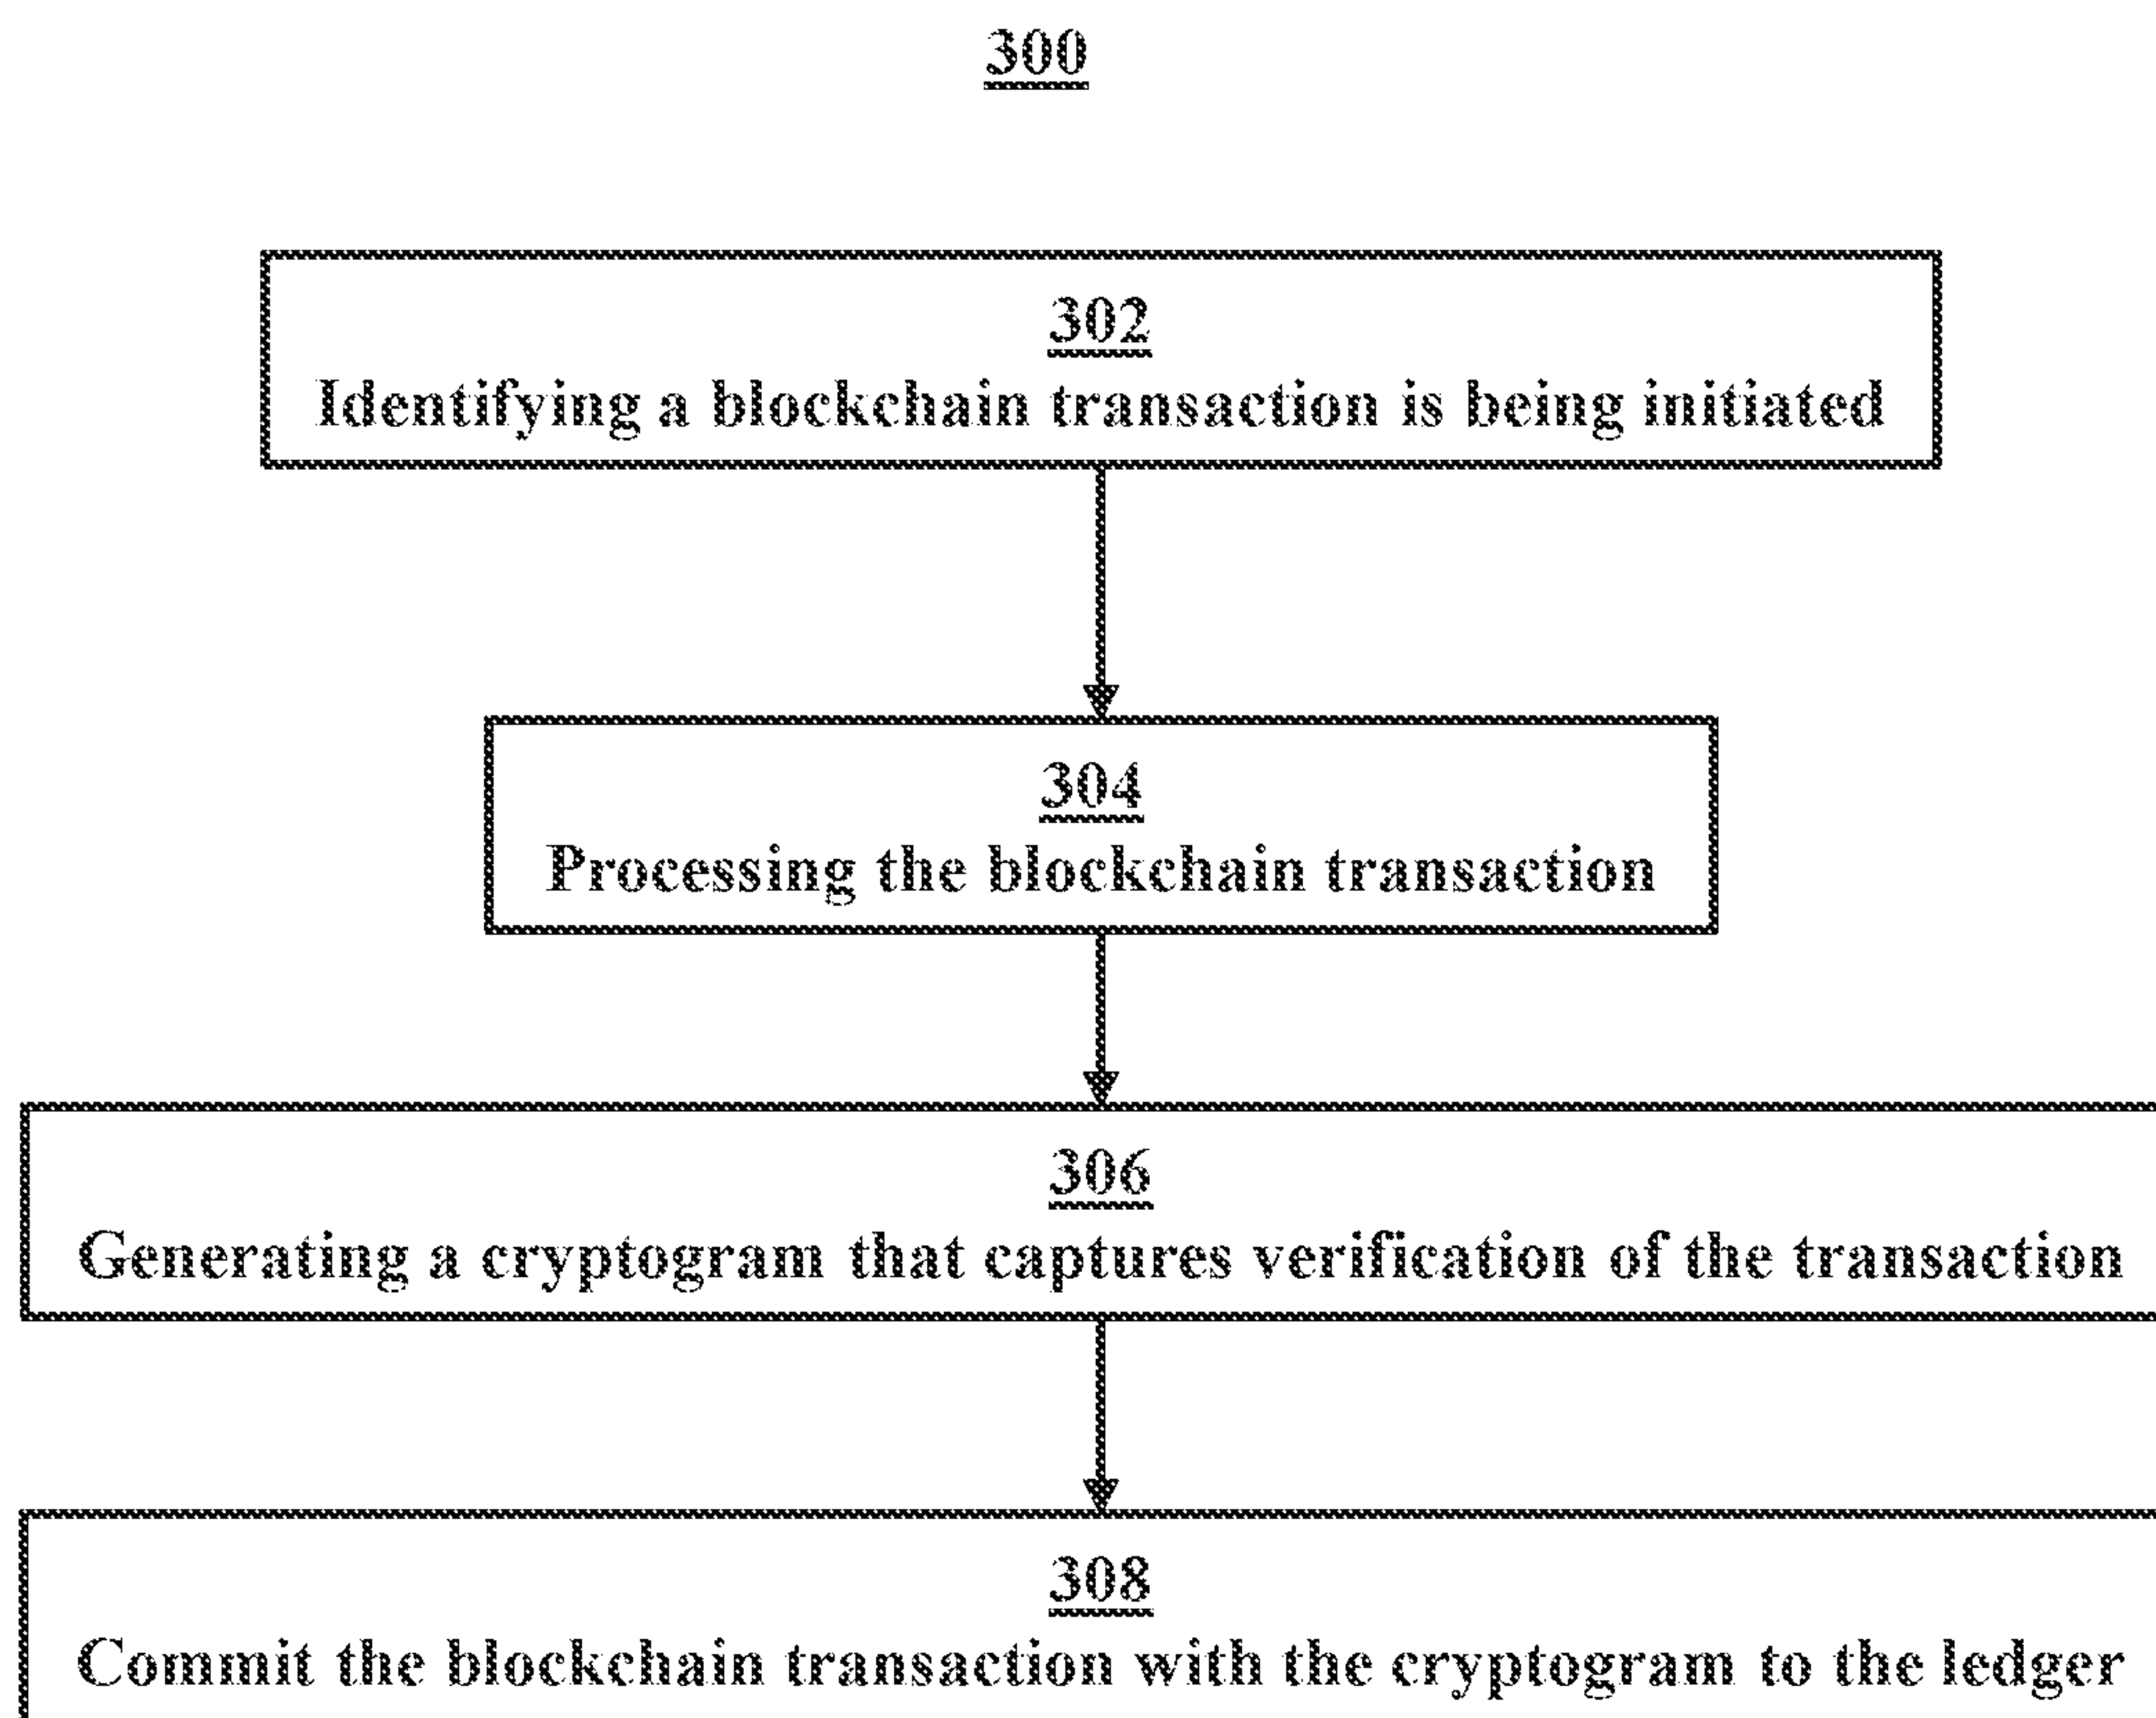 300
302
Identifying a blockchain transaction is being initiated
304
Processing the blockchain transaction
306
Generating a cryptogram that captures verification of the transaction
308
Commit the blockchain transaction with the cryptogram to the ledger